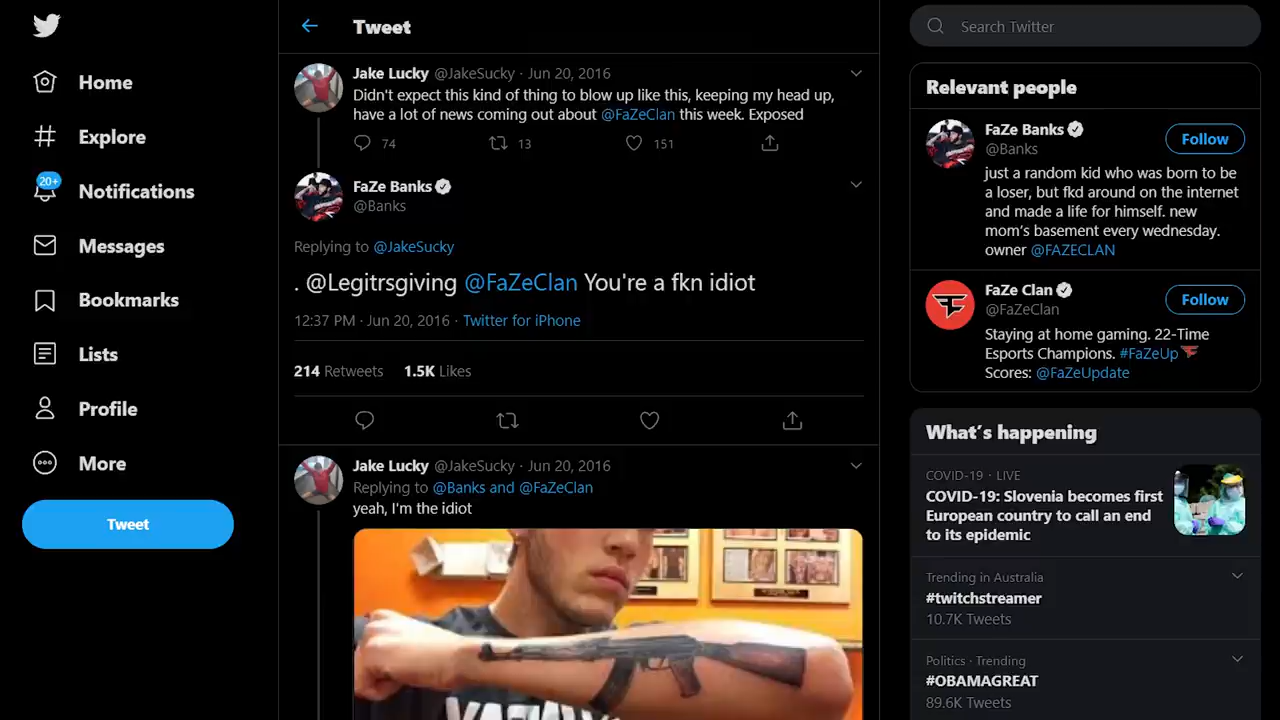 Home
Explore
20+
Notifications
Messages
Bookmarks
Lists
Profile
More
Tweet
Tweet
Jake Lucky @JakeSucky · Jun 20, 2016
Didn't expect this kind of thing to blow up like this, keeping my head up,
have a lot of news coming out about @FaZeClan this week. Exposed
74 13 151
FaZe Banks
@Banks
Replying to @JakeSucky
. @Legitrsgiving @FaZeClan You're a fkn idiot
12:37 PM · Jun 20, 2016 · Twitter for iPhone
214 Retweets 1.5K Likes
Jake Lucky @JakeSucky · Jun 20, 2016
Replying to @Banks and @FaZeClan
yeah, I'm the idiot
Search Twitter
Relevant people
FaZe Banks
@Banks
Follow
just a random kid who was born to be
a loser, but fkd around on the internet
and made a life for himself. new
mom's basement every wednesday.
owner @FAZECLAN
FaZe Clan
@FaZeClan
Follow
Staying at home gaming. 22-Time
Esports Champions. #FaZeUp
Scores: @FaZeUpdate
What's happening
COVID-19 · LIVE
COVID-19: Slovenia becomes first
European country to call an end
to its epidemic
Trending in Australia
#twitchstreamer
10.7K Tweets
Politics · Trending
#OBAMAGREAT
89.6K Tweets